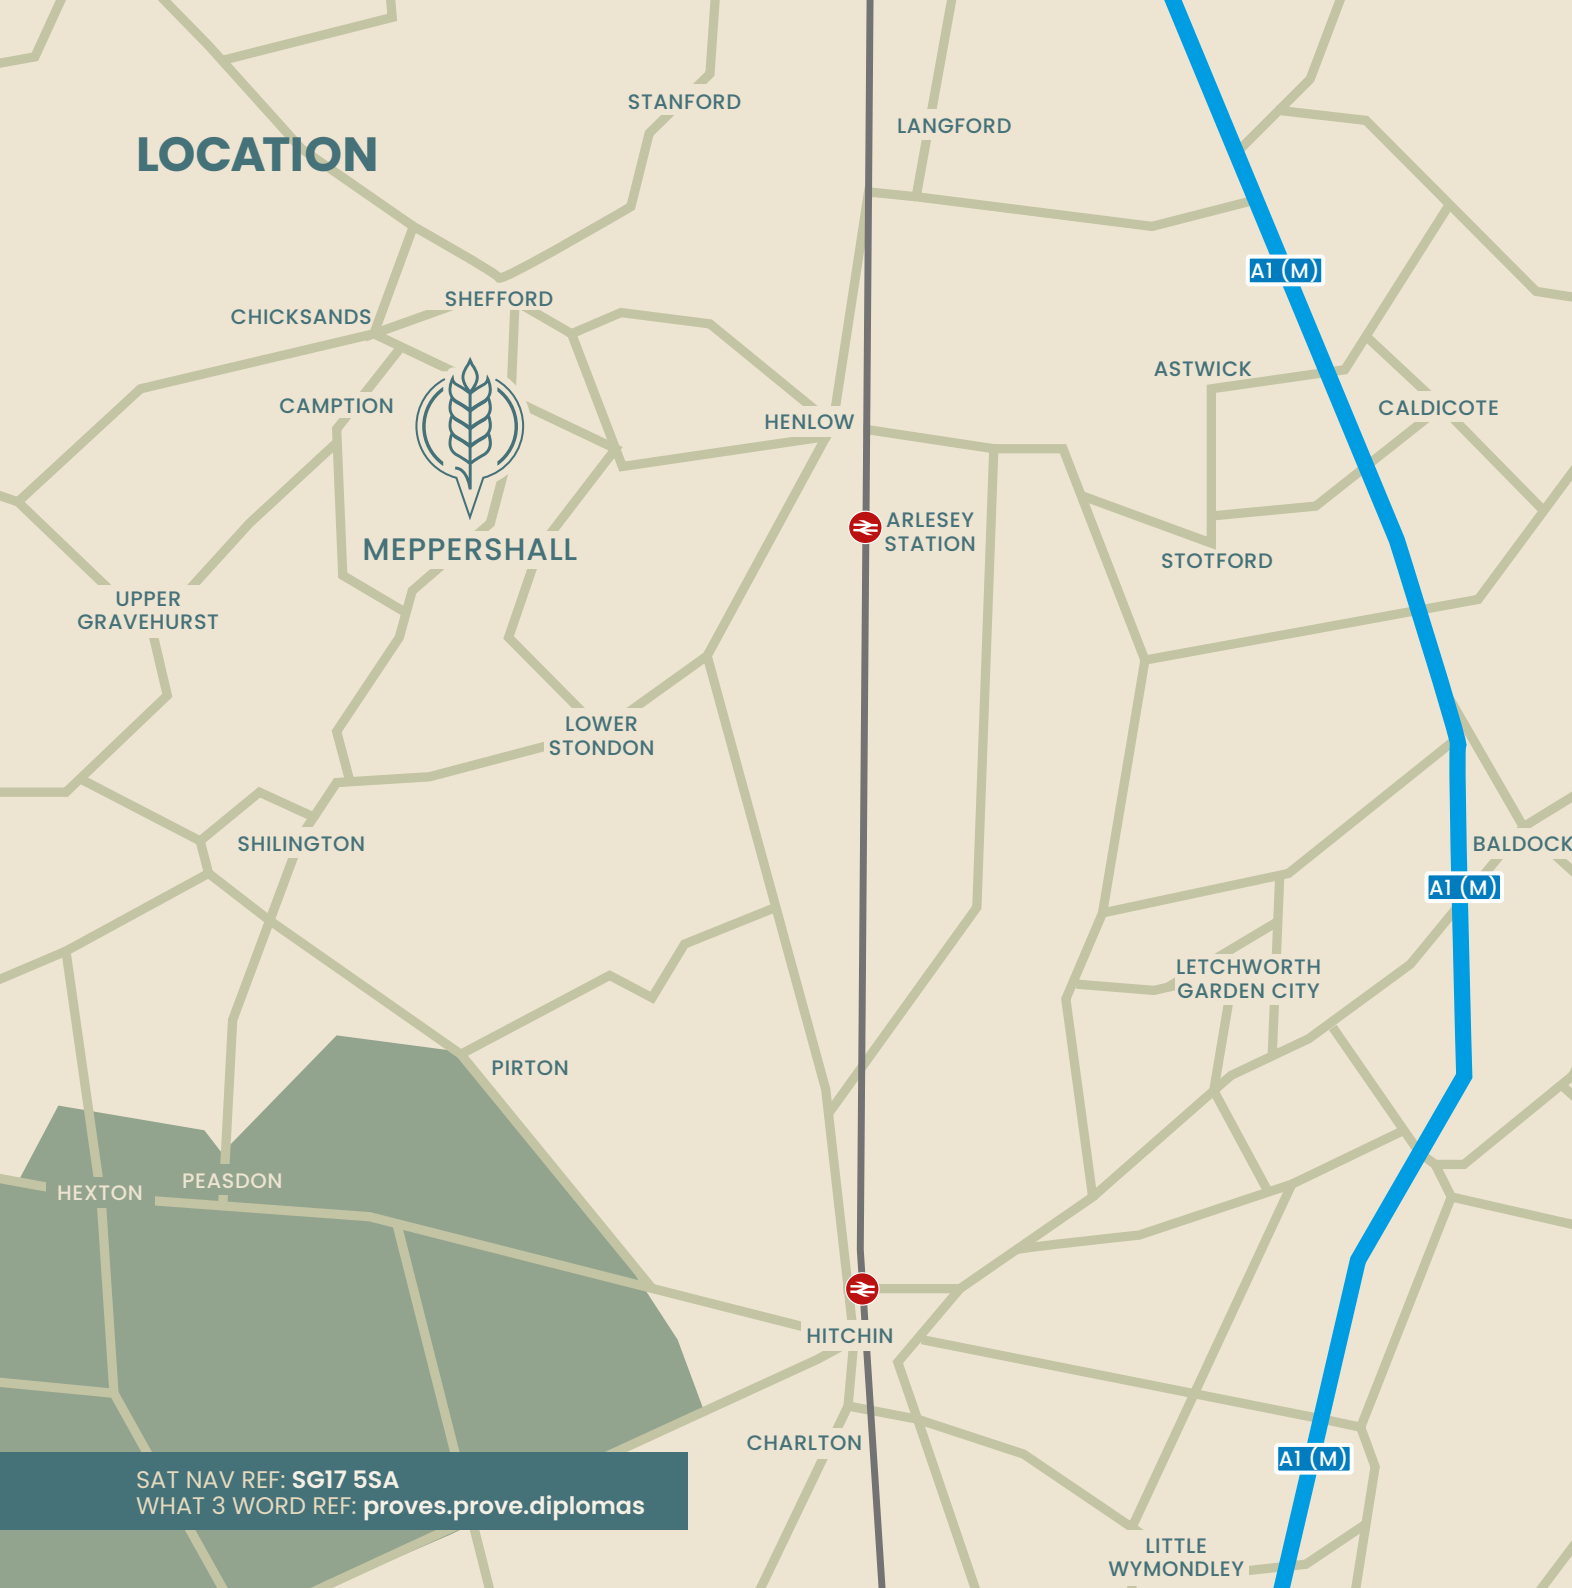 STANFORD
LANGFORD
LOCATION
A1 (M)
SHEFFORD
CHICKSANDS
ASTWICK
CAMPTION
CALDICOTE
HENLOW
ARLESEY
STATION
MEPPERSHALL
STOTFORD
UPPER
GRAVEHURST
LOWER
STONDON
SHILINGTON
BALDOCK
A1 (M)
LETCHWORTH
GARDEN CITY
PIRTON
PEASDON
HEXTON
HITCHIN
CHARLTON
A1 (M)
SAT NAV REF: SG17 5SA
WHAT 3 WORD REF: proves.prove.diplomas
LITTLE
WYMONDLEY